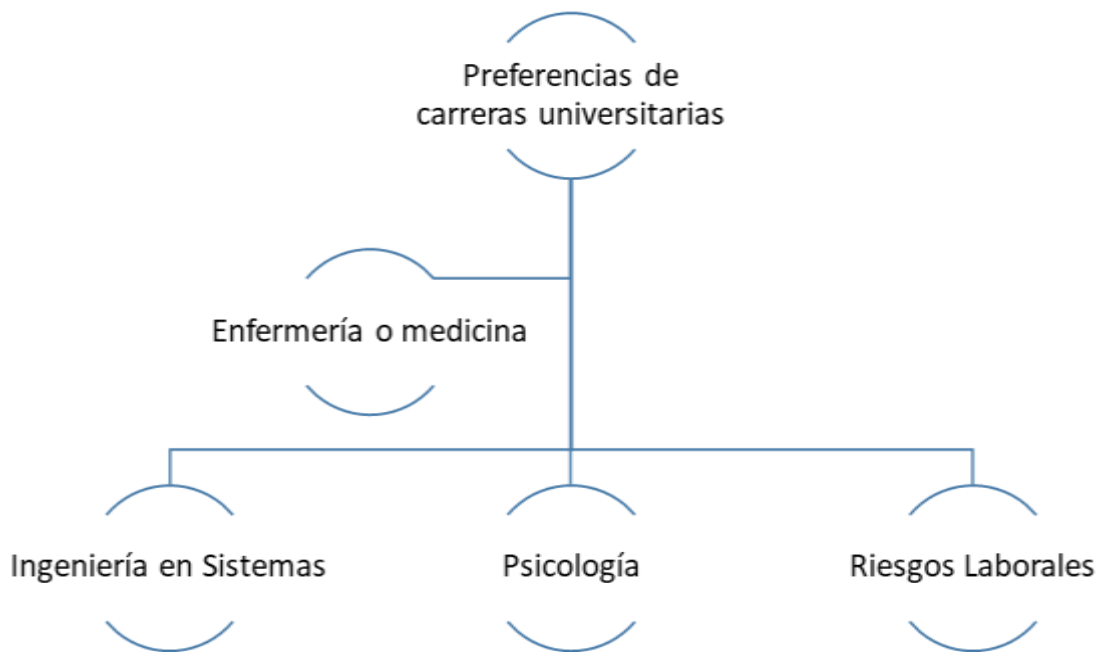 Preferencias de
carreras universitarias
Enfermería o medicina
Ingeniería en Sistemas
Psicología
Riesgos Laborales